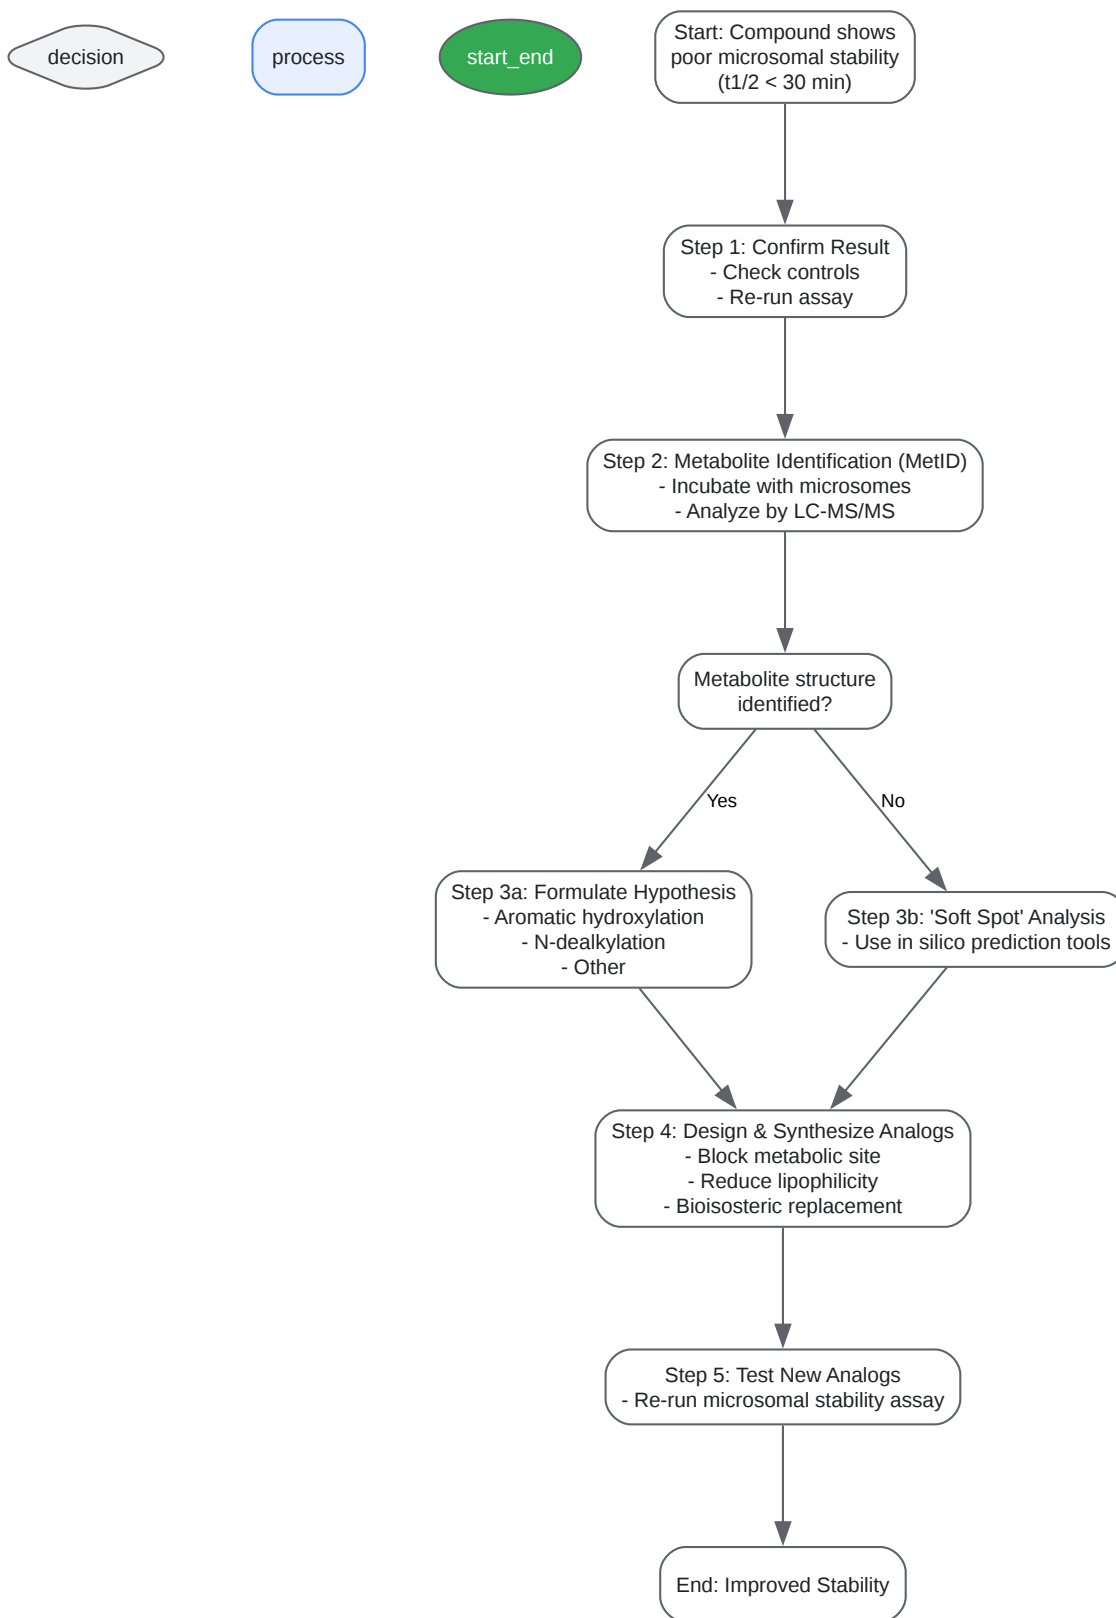 decision
process
start_end
Start: Compound shows
poor microsomal stability
(t1/2 < 30 min)
Step 1: Confirm Result
- Check controls
- Re-run assay
Step 2: Metabolite Identification (MetID)
- Incubate with microsomes
- Analyze by LC-MS/MS
Metabolite structure
identified?
Yes
No
Step 3a: Formulate Hypothesis
- Aromatic hydroxylation
- N-dealkylation
- Other
Step 3b: 'Soft Spot' Analysis
- Use in silico prediction tools
Step 4: Design & Synthesize Analogs
- Block metabolic site
- Reduce lipophilicity
- Bioisosteric replacement
Step 5: Test New Analogs
- Re-run microsomal stability assay
End: Improved Stability